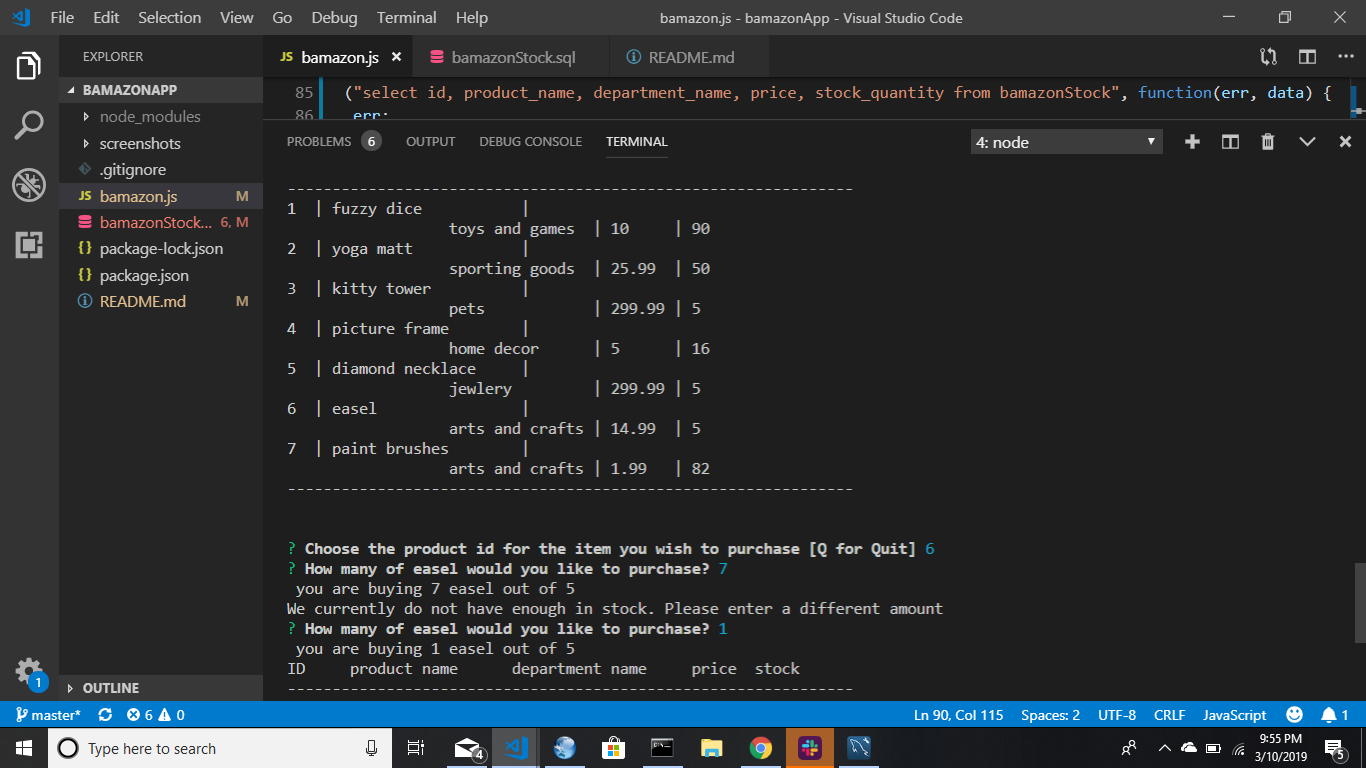 File Edit Selection View Go Debug Terminal Help bamazon.js - bamazonApp - Visual Studio Code
EXPLORER
BAMAZONAPP
node_modules
screenshots
.gitignore
JS bamazon.js M
bamazonStock... 6, M
{} package-lock.json
{} package.json
README.md M
OUTLINE
1
JS bamazon.js bamazonStock.sql README.md
85 ("select id, product_name, department_name, price, stock_quantity from bamazonStock", function(err, data) {
86 err;
PROBLEMS 6 OUTPUT DEBUG CONSOLE TERMINAL 4: node
---------------------------------------------------------------
1 | fuzzy dice |
toys and games | 10 | 90
2 | yoga matt |
sporting goods | 25.99 | 50
3 | kitty tower |
pets | 299.99 | 5
4 | picture frame |
home decor | 5 | 16
5 | diamond necklace |
jewlery | 299.99 | 5
6 | easel |
arts and crafts | 14.99 | 5
7 | paint brushes |
arts and crafts | 1.99 | 82
---------------------------------------------------------------
? Choose the product id for the item you wish to purchase [Q for Quit] 6
? How many of easel would you like to purchase? 7
you are buying 7 easel out of 5
We currently do not have enough in stock. Please enter a different amount
? How many of easel would you like to purchase? 1
you are buying 1 easel out of 5
ID product name department name price stock
---------------------------------------------------------------
master* 6 0 Ln 90, Col 115 Spaces: 2 UTF-8 CRLF JavaScript 1
Type here to search 4 9:55 PM
3/10/2019 5